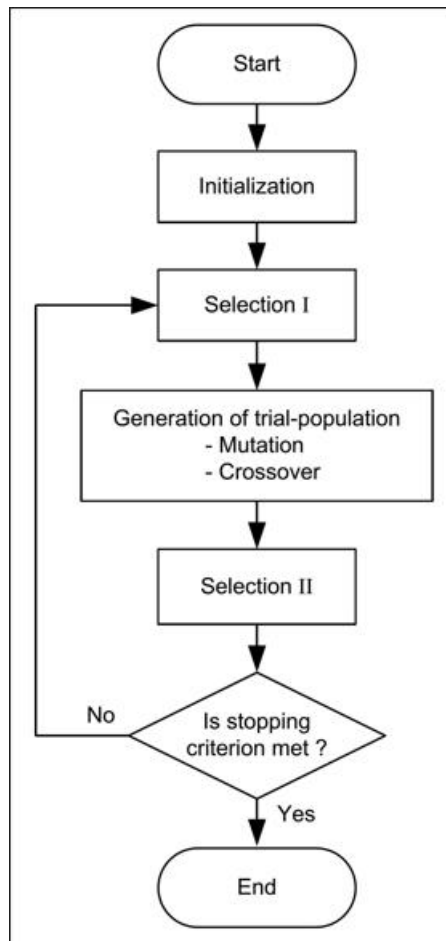 Start
Initialization
Selection I
Generation of trial-population
- Mutation
- Crossover
Selection II
Is stopping
criterion met ?
No
Yes
End